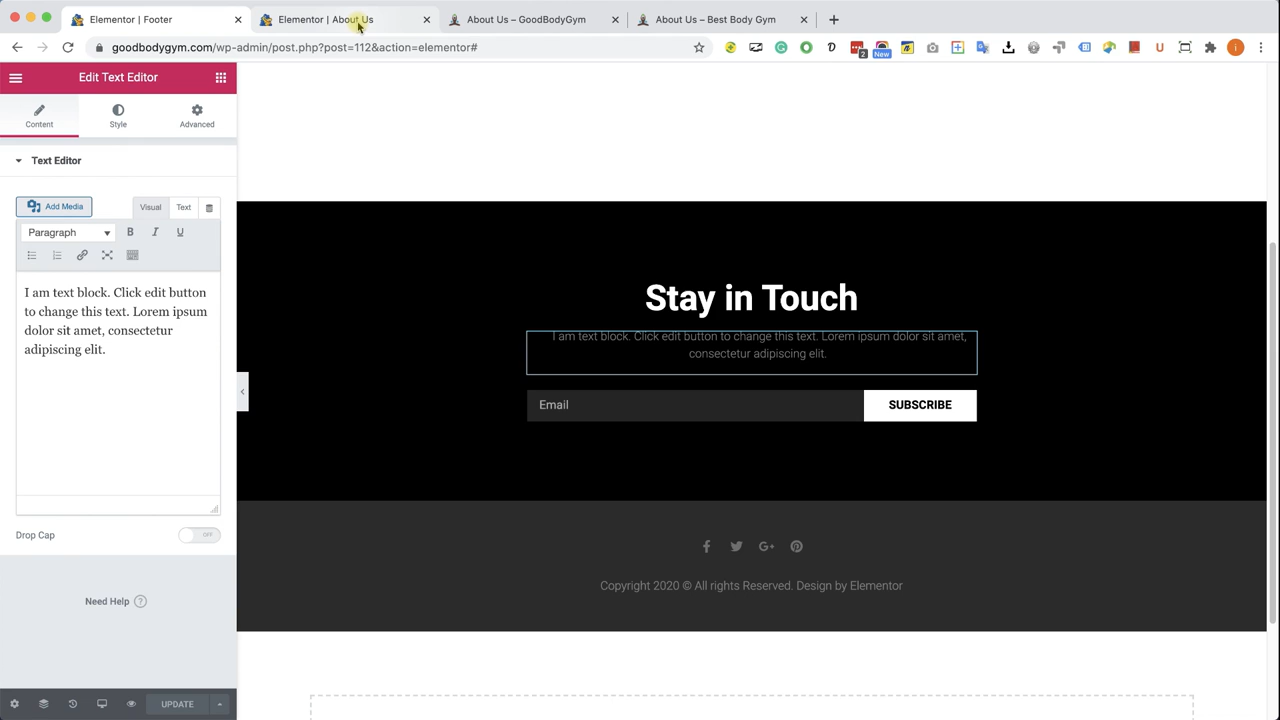 Elementor | Footer
Elementor | About Us
About Us – GoodBodyGym
About Us – Best Body Gym
goodbodygym.com/wp-admin/post.php?post=112&action=elementor#
2
New
i
Edit Text Editor
Content
Style
Advanced
Text Editor
Add Media
Visual
Text
Paragraph
B
I
U
I am text block. Click edit button
to change this text. Lorem ipsum
dolor sit amet, consectetur
adipiscing elit.
Drop Cap
OFF
Need Help ?
UPDATE
Stay in Touch
I am text block. Click edit button to change this text. Lorem ipsum dolor sit amet,
consectetur adipiscing elit.
Email
SUBSCRIBE
Copyright 2020 © All rights Reserved. Design by Elementor